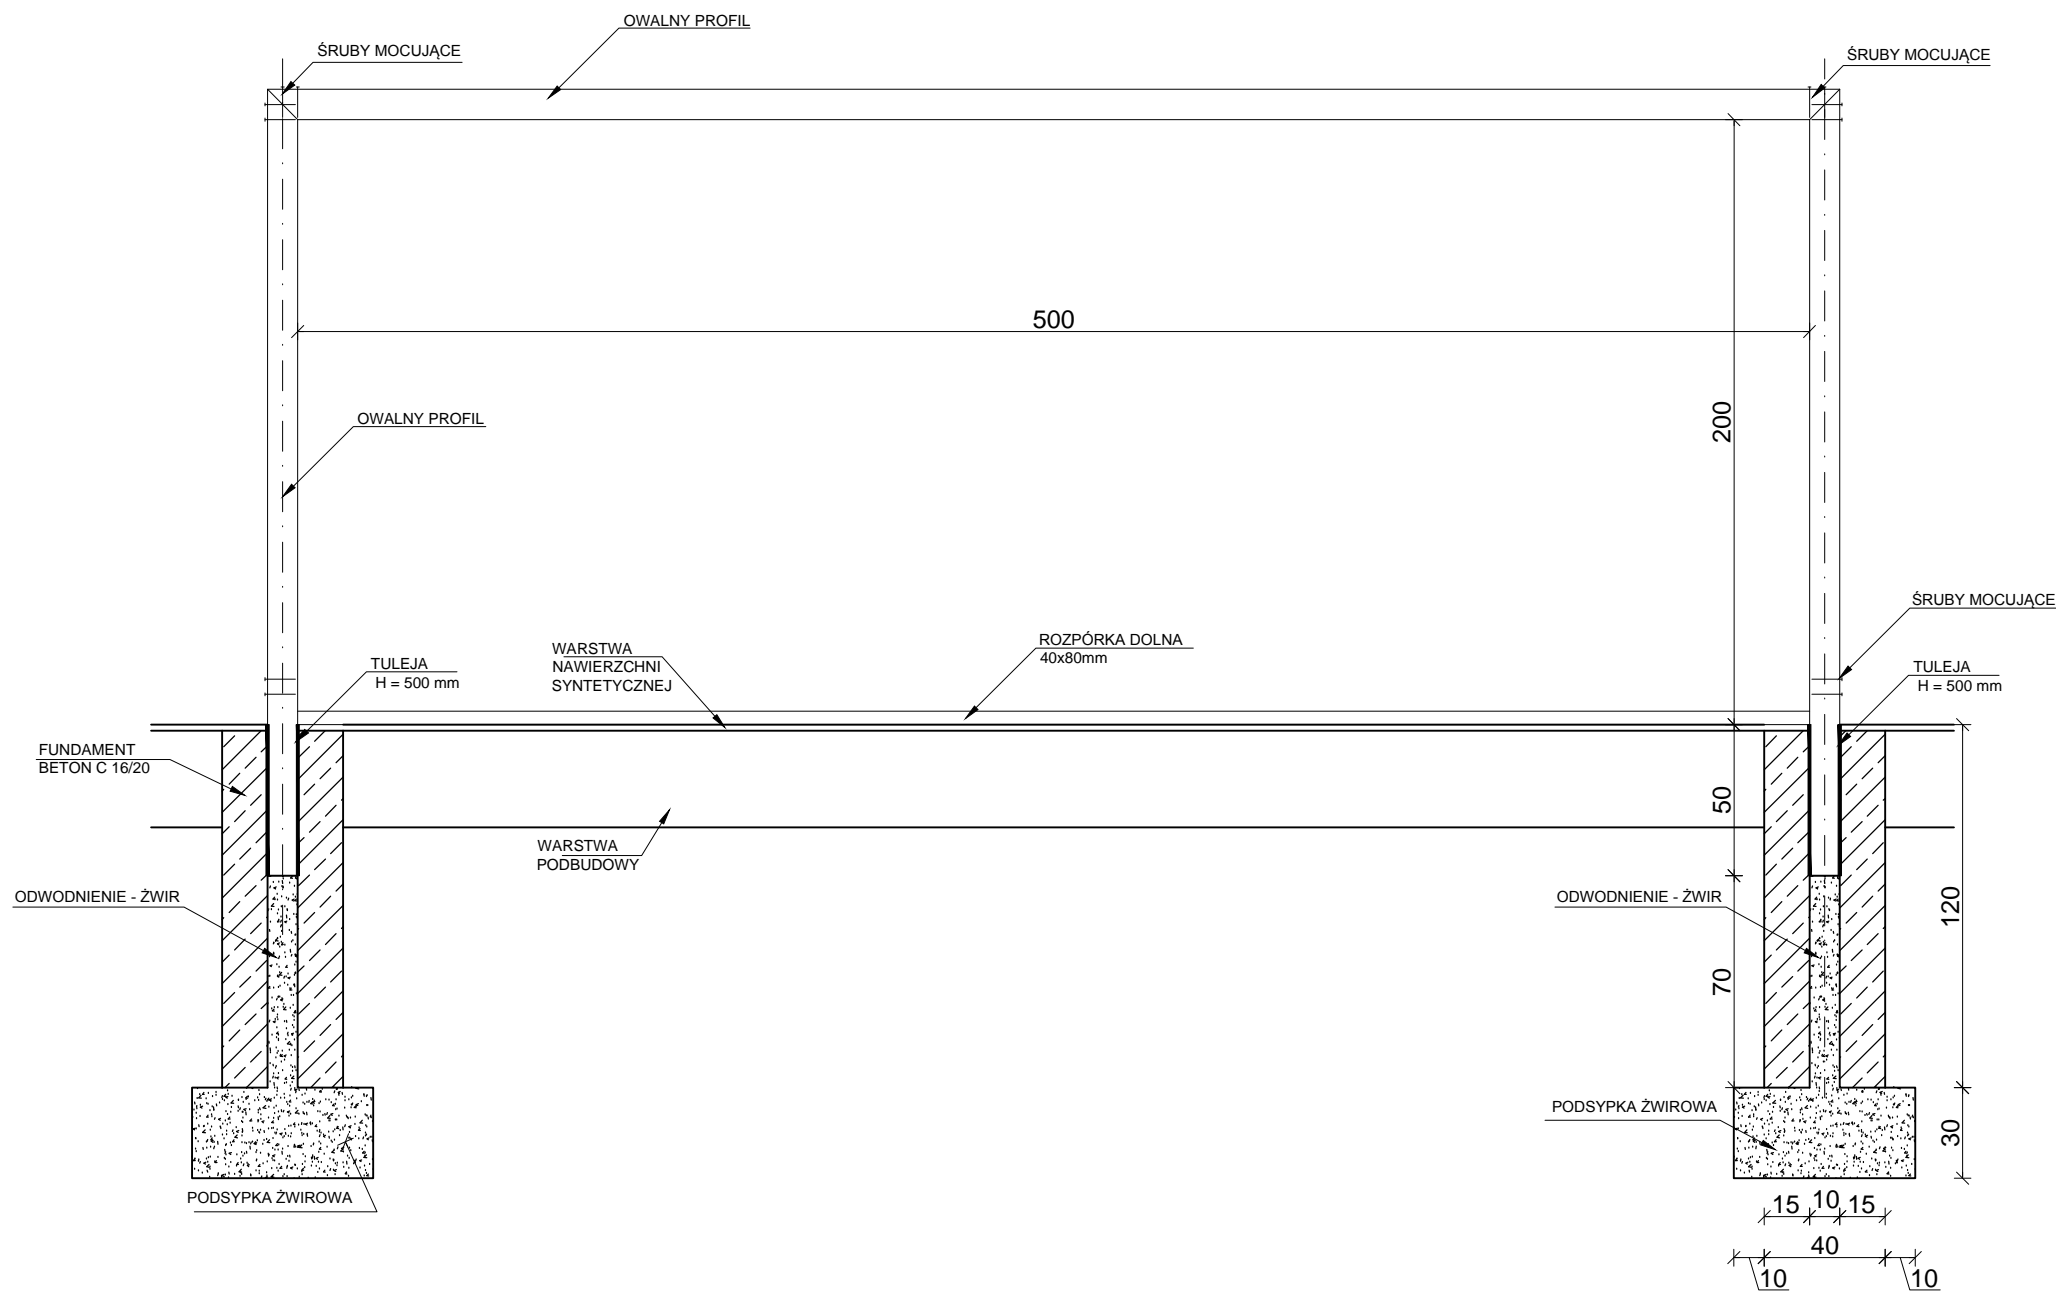 OWALNY PROFIL
ŚRUBY MOCUJĄCE
ŚRUBY MOCUJĄCE
500
200
OWALNY PROFIL
ŚRUBY MOCUJĄCE
ROZPÓRKA DOLNA
40x80mm
WARSTWA
NAWIERZCHNI
SYNTETYCZNEJ
TULEJA
H = 500 mm
TULEJA
H = 500 mm
FUNDAMENT
BETON C 16/20
50
WARSTWA
PODBUDOWY
ODWODNIENIE - ŻWIR
ODWODNIENIE - ŻWIR
120
70
PODSYPKA ŻWIROWA
30
PODSYPKA ŻWIROWA
15 10 15
40
10 10